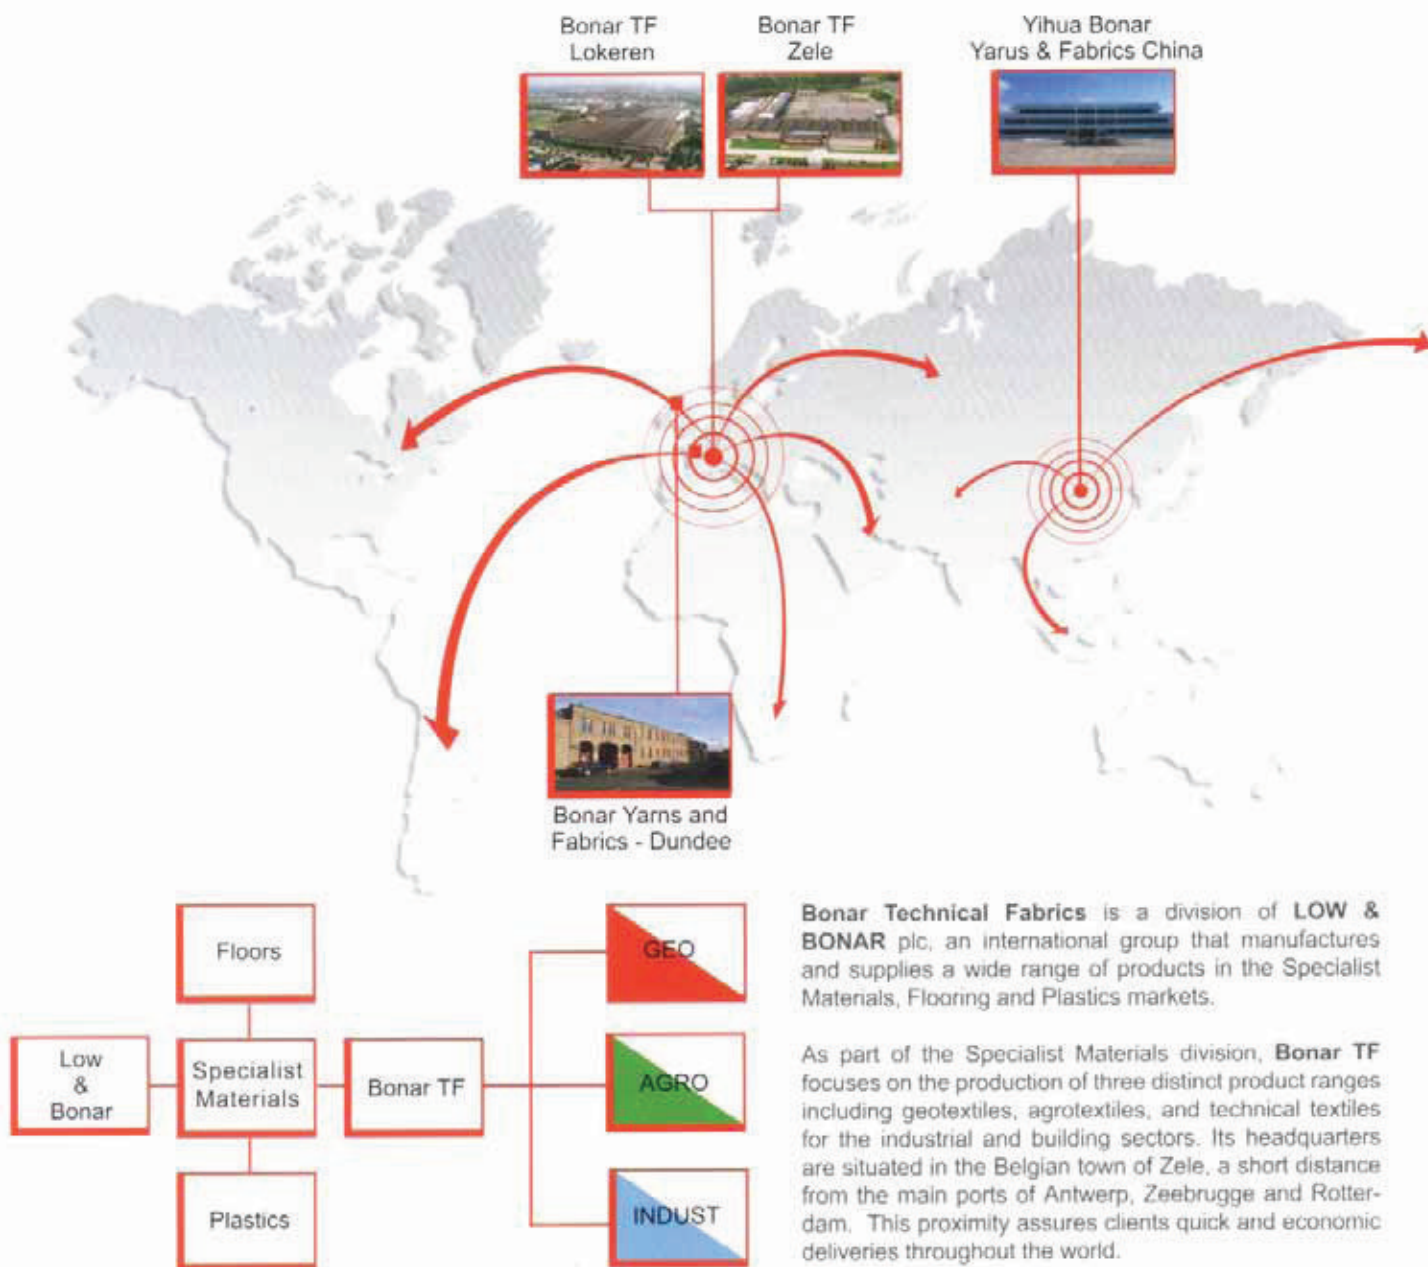 Bonar TF
Lokeren
Bonar TF
Zele
Yihua Bonar
Yarus & Fabrics China
Bonar Yarns and
Fabrics - Dundee
Floors
Low
&
Bonar
Specialist
Materials
Bonar TF
Plastics
GEO
AGRO
INDUST
Bonar Technical Fabrics is a division of LOW &
BONAR plc, an international group that manufactures
and supplies a wide range of products in the Specialist
Materials, Flooring and Plastics markets.
As part of the Specialist Materials division, Bonar TF
focuses on the production of three distinct product ranges
including geotextiles, agrotextiles, and technical textiles
for the industrial and building sectors. Its headquarters
are situated in the Belgian town of Zele, a short distance
from the main ports of Antwerp, Zeebrugge and Rotter-
dam. This proximity assures clients quick and economic
deliveries throughout the world.